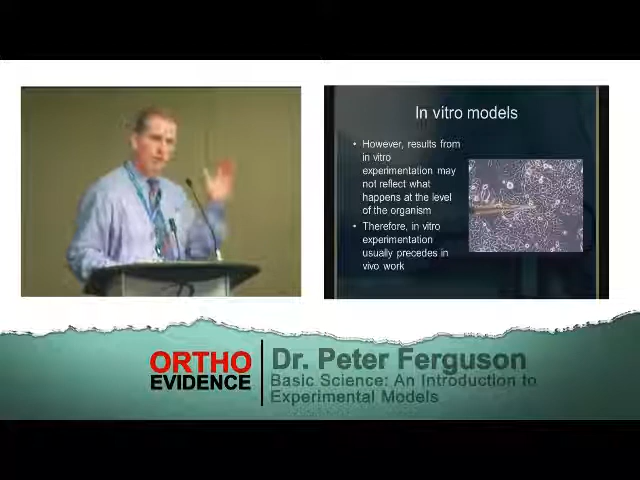 In vitro models
• However, results from
in vitro
experimentation may
not reflect what
happens at the level
of the organism
• Therefore, in vitro
experimentation
usually precedes in
vivo work
ORTHO
EVIDENCE
Dr. Peter Ferguson
Basic Science: An Introduction to
Experimental Models